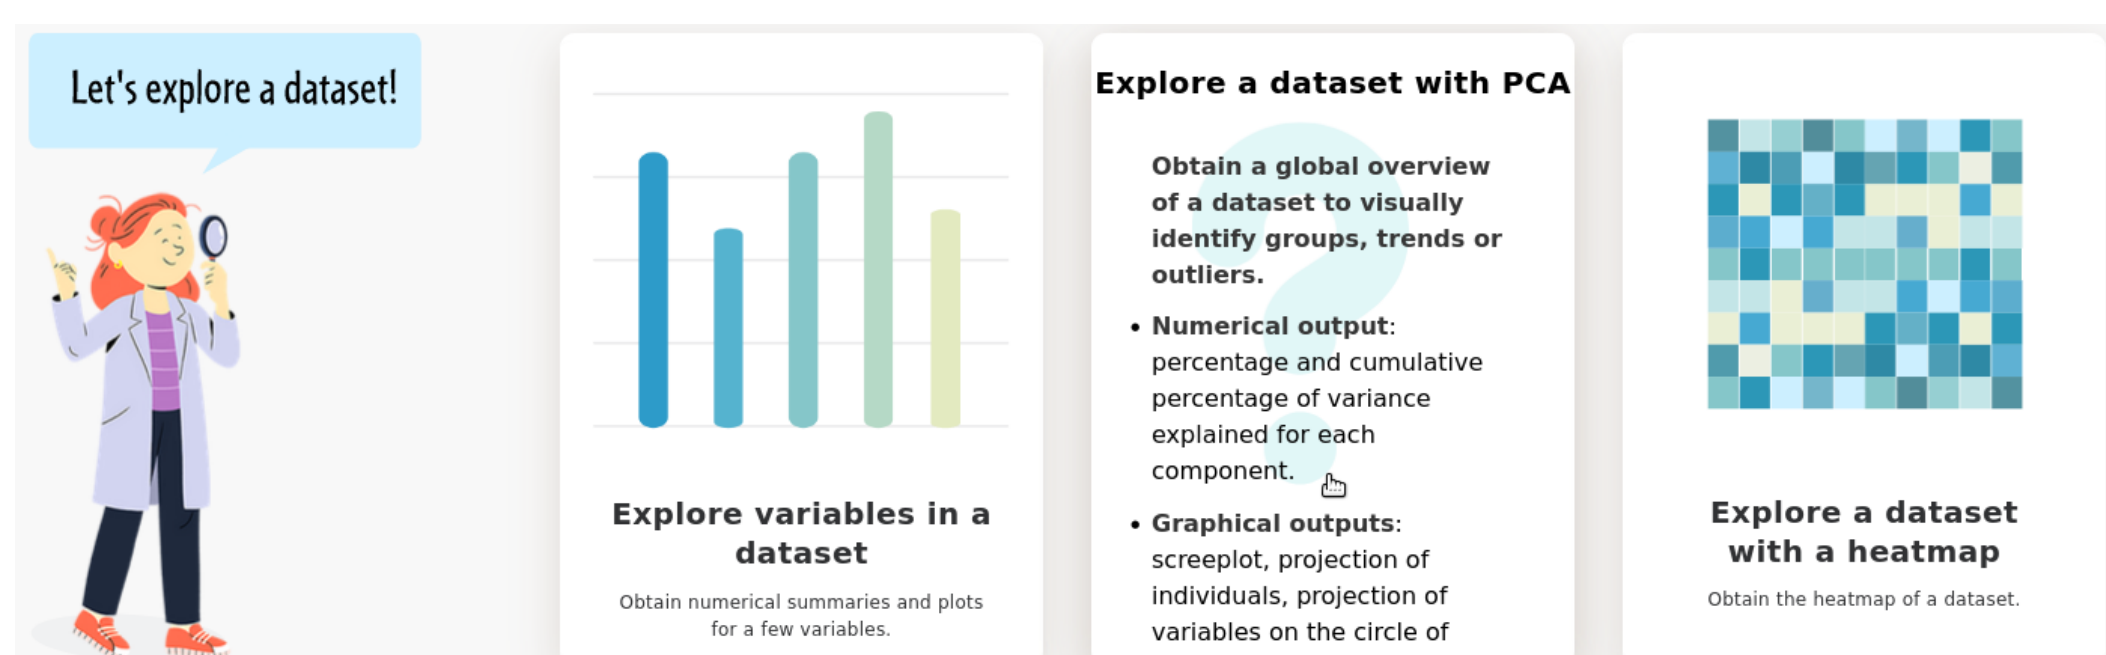 Let's explore a dataset!
Explore variables in a
dataset
Obtain numerical summaries and plots
for a few variables.
Explore a dataset with PCA
Obtain a global overview
of a dataset to visually
identify groups, trends or
outliers.
• Numerical output:
percentage and cumulative
percentage of variance
explained for each
component.
• Graphical outputs:
screeplot, projection of
individuals, projection of
variables on the circle of
Explore a dataset
with a heatmap
Obtain the heatmap of a dataset.